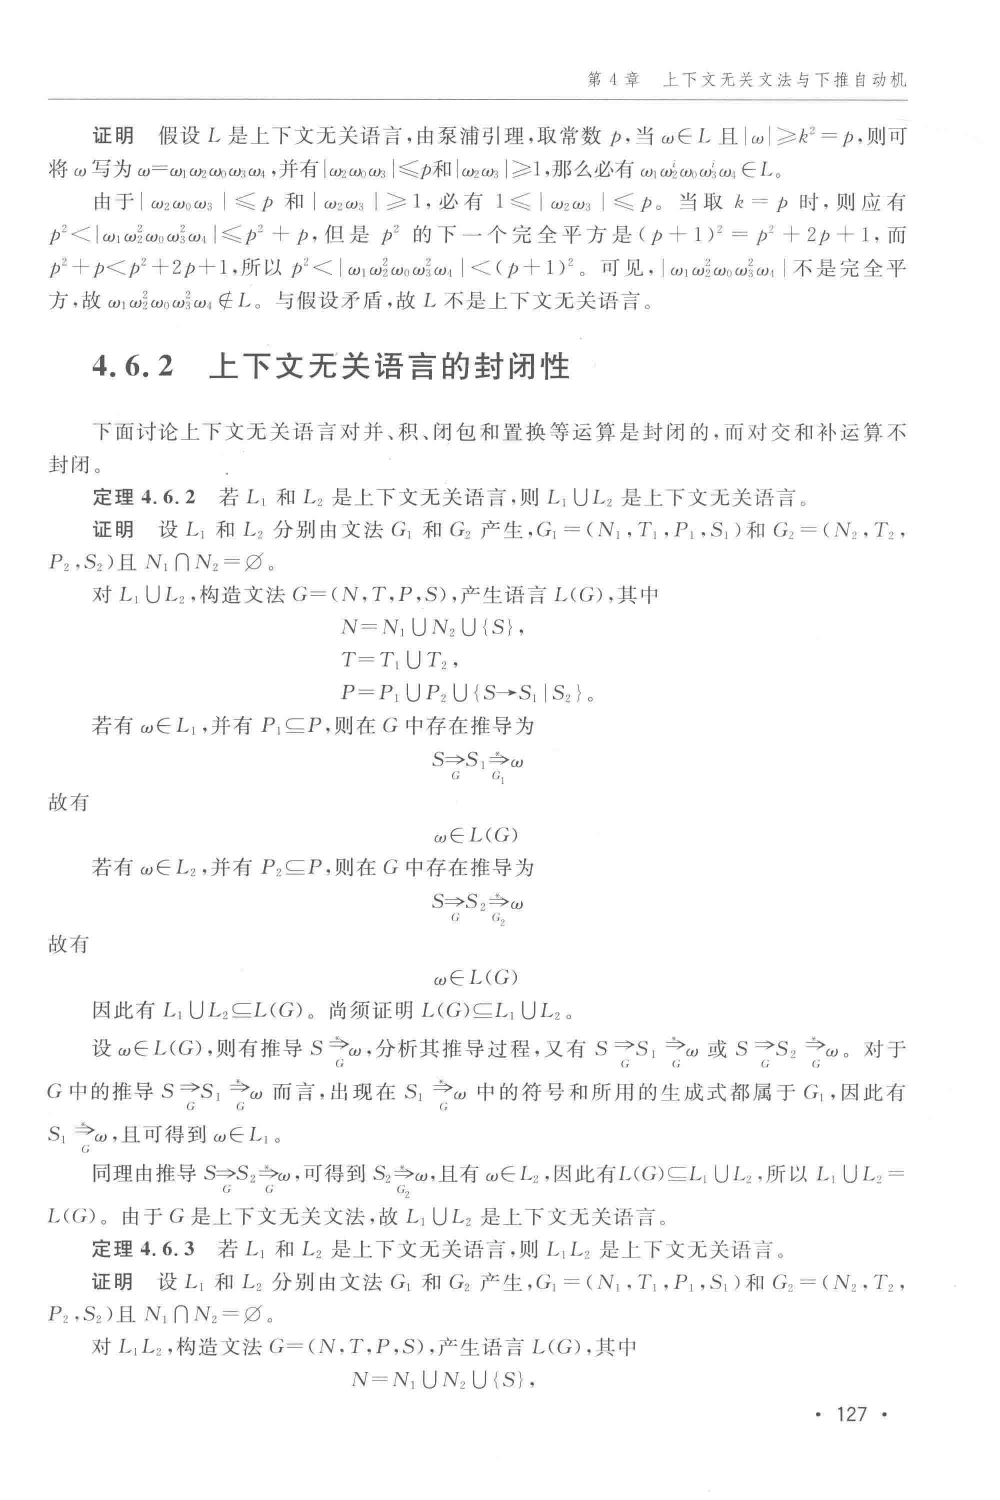 第 4 章 上下文无关文法与下推自动机
证明 假设 L 是上下文无关语言,由泵浦引理,取常数 p,当 ω∈L 且|ω|≥k²=p,则可
将 ω 写为 ω=ω₁ω₂ω₀ω₃ω₄,并有|ω₂ω₀ω₃|≤p和|ω₂ω₃|≥1,那么必有 ω₁ω₂ⁱω₀ω₃ⁱω₄∈L。
由于|ω₂ω₀ω₃|≤p 和|ω₂ω₃|≥1,必有 1≤|ω₂ω₃|≤p。当取 k=p 时,则应有
p²<|ω₁ω₂²ω₀ω₃²ω₄|≤p²+p,但是 p² 的下一个完全平方是(p+1)²=p²+2p+1,而
p²+p<p²+2p+1,所以 p²<|ω₁ω₂²ω₀ω₃²ω₄|<(p+1)²。可见,|ω₁ω₂²ω₀ω₃²ω₄|不是完全平
方,故 ω₁ω₂²ω₀ω₃²ω₄∉L。与假设矛盾,故 L 不是上下文无关语言。
4.6.2 上下文无关语言的封闭性
下面讨论上下文无关语言对并、积、闭包和置换等运算是封闭的,而对交和补运算不
封闭。
定理 4.6.2 若 L₁ 和 L₂ 是上下文无关语言,则 L₁∪L₂ 是上下文无关语言。
证明 设 L₁ 和 L₂ 分别由文法 G₁ 和 G₂ 产生,G₁=(N₁,T₁,P₁,S₁)和 G₂=(N₂,T₂,
P₂,S₂)且 N₁∩N₂=∅。
对 L₁∪L₂,构造文法 G=(N,T,P,S),产生语言 L(G),其中
N=N₁∪N₂∪{S},
T=T₁∪T₂,
P=P₁∪P₂∪{S→S₁|S₂}。
若有 ω∈L₁,并有 P₁⊆P,则在 G 中存在推导为
S⇒S₁⇒*ω
G G₁
故有
ω∈L(G)
若有 ω∈L₂,并有 P₂⊆P,则在 G 中存在推导为
S⇒S₂⇒*ω
G G₂
故有
ω∈L(G)
因此有 L₁∪L₂⊆L(G)。尚须证明 L(G)⊆L₁∪L₂。
设 ω∈L(G),则有推导 S⇒*ω,分析其推导过程,又有 S⇒S₁⇒*ω 或 S⇒S₂⇒*ω。对于
G G G G G
G 中的推导 S⇒S₁⇒*ω 而言,出现在 S₁⇒*ω 中的符号和所用的生成式都属于 G₁,因此有
G G G
S₁⇒*ω,且可得到 ω∈L₁。
G
同理由推导 S⇒S₂⇒*ω,可得到 S₂⇒*ω,且有 ω∈L₂,因此有L(G)⊆L₁∪L₂,所以 L₁∪L₂=
G G G₂
L(G)。由于 G 是上下文无关文法,故 L₁∪L₂ 是上下文无关语言。
定理 4.6.3 若 L₁ 和 L₂ 是上下文无关语言,则 L₁L₂ 是上下文无关语言。
证明 设 L₁ 和 L₂ 分别由文法 G₁ 和 G₂ 产生,G₁=(N₁,T₁,P₁,S₁)和 G₂=(N₂,T₂,
P₂,S₂)且 N₁∩N₂=∅。
对 L₁L₂,构造文法 G=(N,T,P,S),产生语言 L(G),其中
N=N₁∪N₂∪{S},
· 127 ·